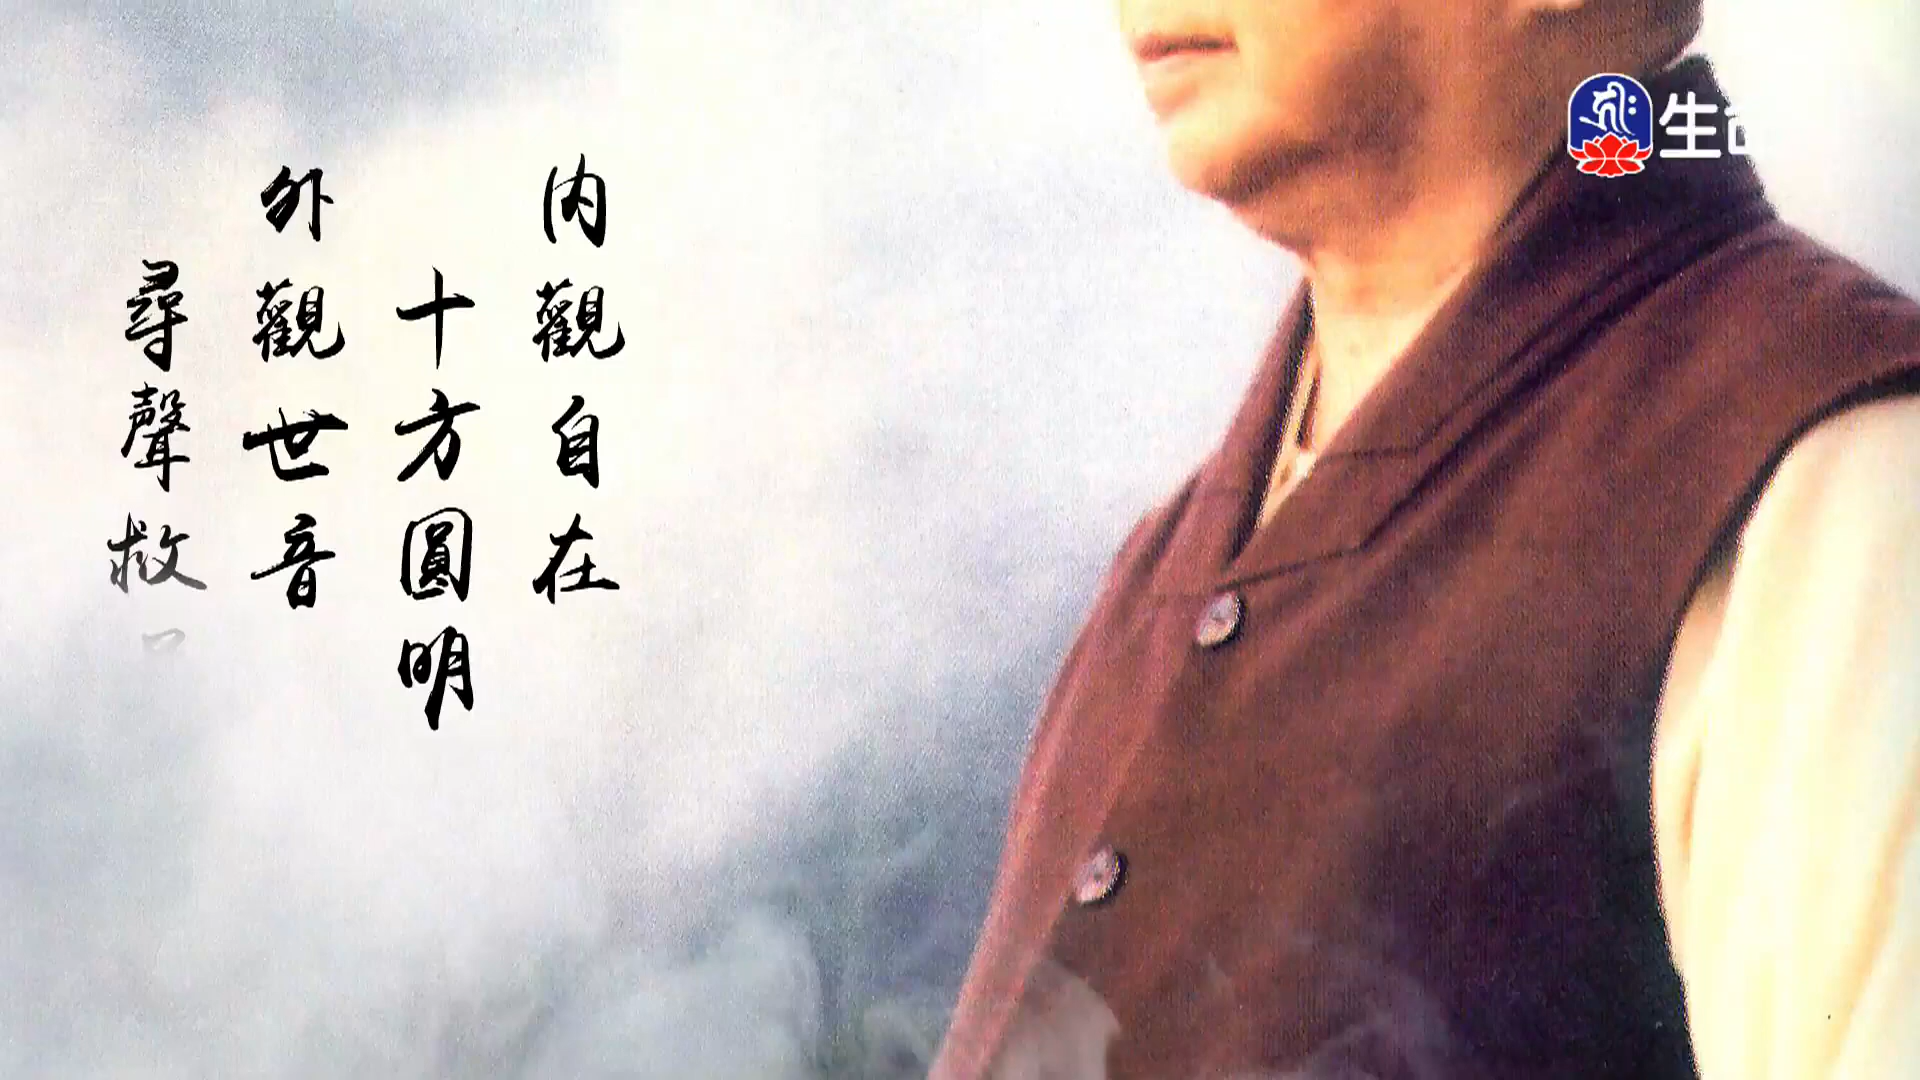 內觀自在
十方圓明
外觀世音
尋聲救
生